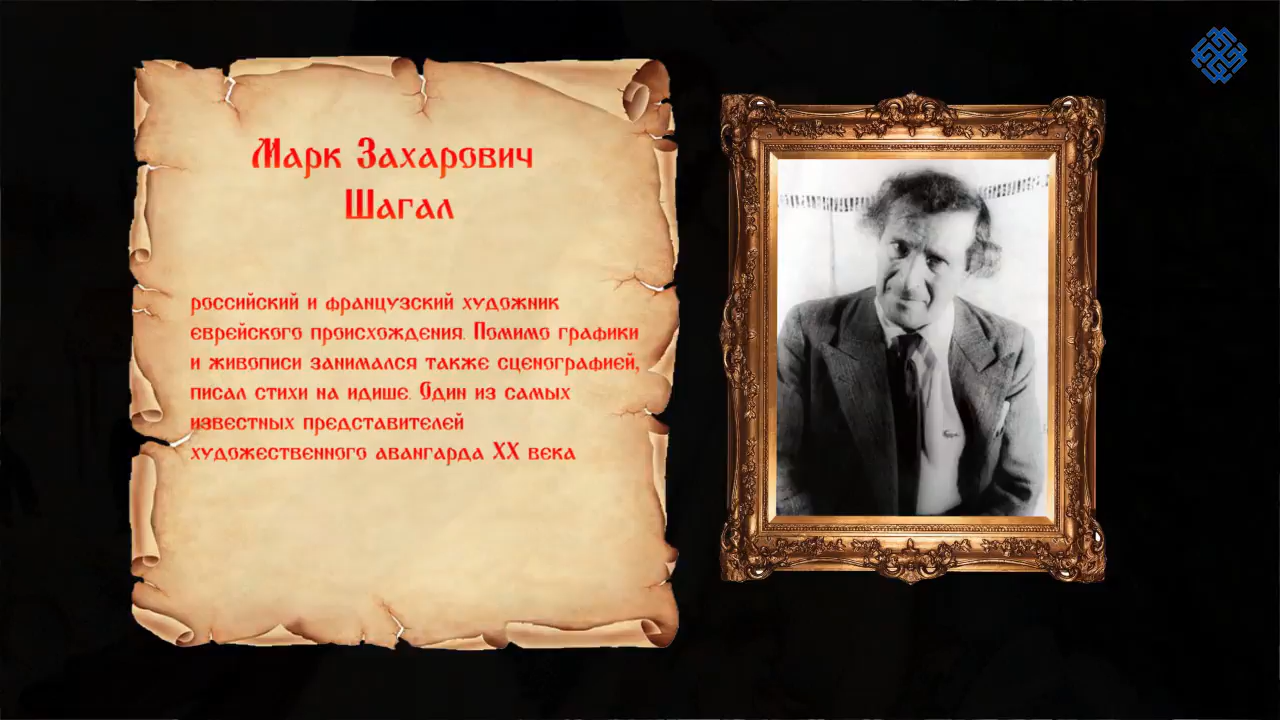 Марк Захарович
Шагал
российский и французский художник
еврейского происхождения. Помимо графики
и живописи занимался также сценографией,
писал стихи на идише. Один из самых
известных представителей
художественного авангарда XX века